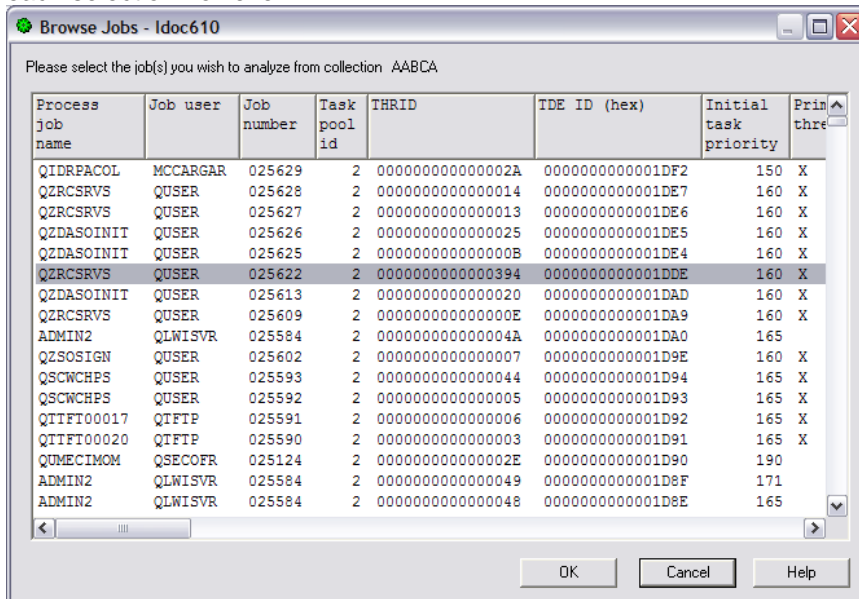 Browse Jobs - Idoc610
Please select the job(s) you wish to analyze from collection AABCA
Process job name Job user Job number Task pool id THRID TDE ID (hex) Initial task priority Prim thre
QIDRPACOL MCCARGAR 025629 2 000000000000002A 0000000000001DF2 150 X
QZRCSRVS QUSER 025628 2 0000000000000014 0000000000001DE7 160 X
QZRCSRVS QUSER 025627 2 0000000000000013 0000000000001DE6 160 X
QZDASOINIT QUSER 025626 2 0000000000000025 0000000000001DE5 160 X
QZDASOINIT QUSER 025625 2 000000000000000B 0000000000001DE4 160 X
QZRCSRVS QUSER 025622 2 0000000000000394 0000000000001DDE 160 X
QZDASOINIT QUSER 025613 2 0000000000000020 0000000000001DAD 160 X
QZRCSRVS QUSER 025609 2 000000000000000E 0000000000001DA9 160 X
ADMIN2 QLWISVR 025584 2 000000000000004A 0000000000001DA0 165
QZSOSIGN QUSER 025602 2 0000000000000007 0000000000001D9E 160 X
QSCWCHPS QUSER 025593 2 0000000000000044 0000000000001D94 165 X
QSCWCHPS QUSER 025592 2 0000000000000005 0000000000001D93 165 X
QTTFT00017 QTFTP 025591 2 0000000000000006 0000000000001D92 165 X
QTTFT00020 QTFTP 025590 2 0000000000000003 0000000000001D91 165 X
QUMECIMOM QSECOFR 025124 2 000000000000002E 0000000000001D90 190
ADMIN2 QLWISVR 025584 2 0000000000000049 0000000000001D8F 171
ADMIN2 QLWISVR 025584 2 0000000000000048 0000000000001D8E 165
OK Cancel Help